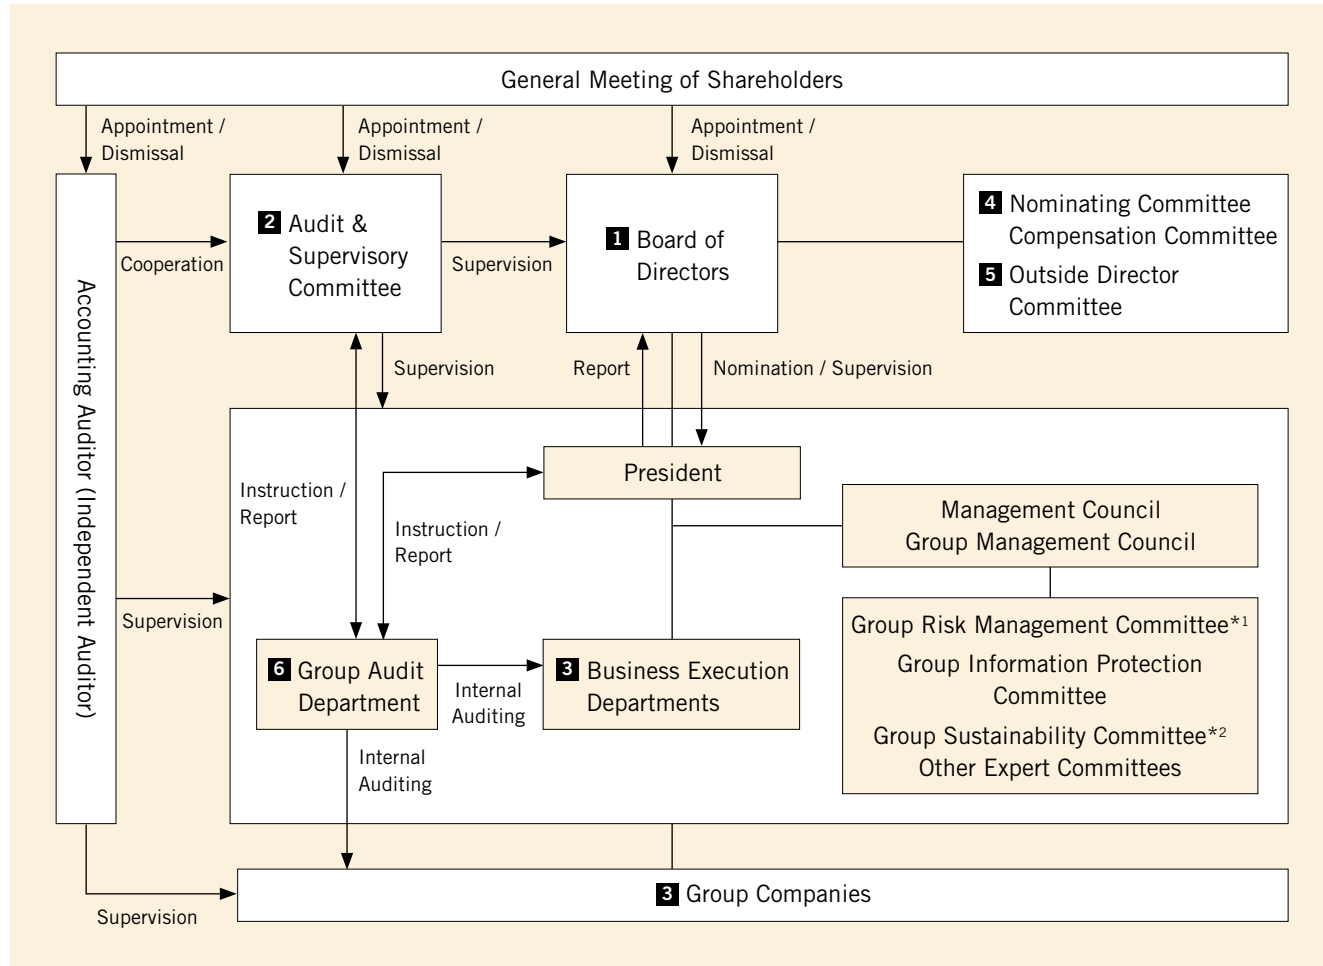 General Meeting of Shareholders
Appointment /
Dismissal
Appointment /
Dismissal
Appointment /
Dismissal
Accounting Auditor (Independent Auditor)
Cooperation
2 Audit &
Supervisory
Committee
Supervision
1 Board of
Directors
4 Nominating Committee
Compensation Committee
5 Outside Director
Committee
Supervision
Report
Nomination / Supervision
President
Instruction /
Report
Instruction /
Report
Management Council
Group Management Council
Supervision
Group Risk Management Committee*1
Group Information Protection
Committee
Group Sustainability Committee*2
Other Expert Committees
6 Group Audit
Department
Internal
Auditing
3 Business Execution
Departments
Internal
Auditing
3 Group Companies
Supervision